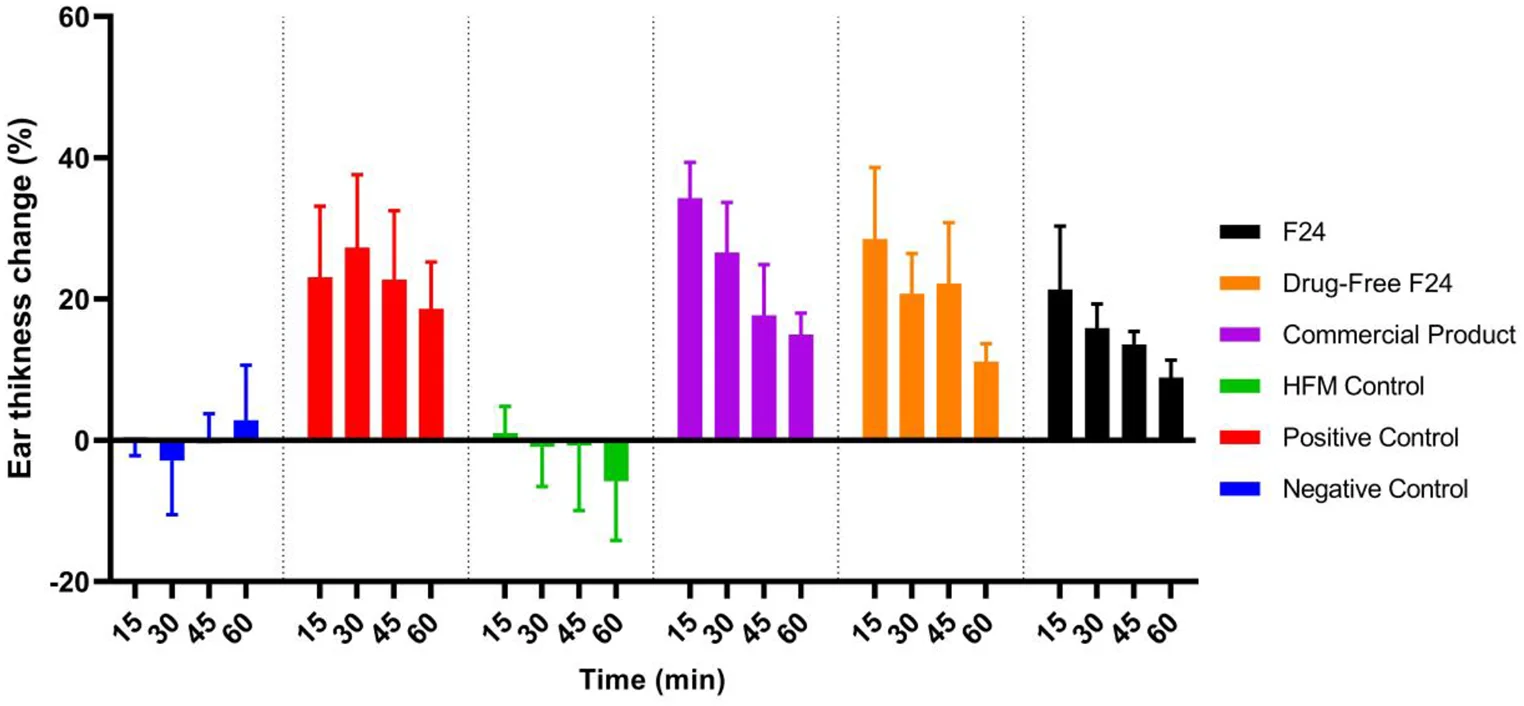 Ear thikness change (%)
60
40
20
0
-20
15 30 45 60 15 30 45 60 15 30 45 60 15 30 45 60 15 30 45 60 15 30 45 60
Time (min)
F24
Drug-Free F24
Commercial Product
HFM Control
Positive Control
Negative Control